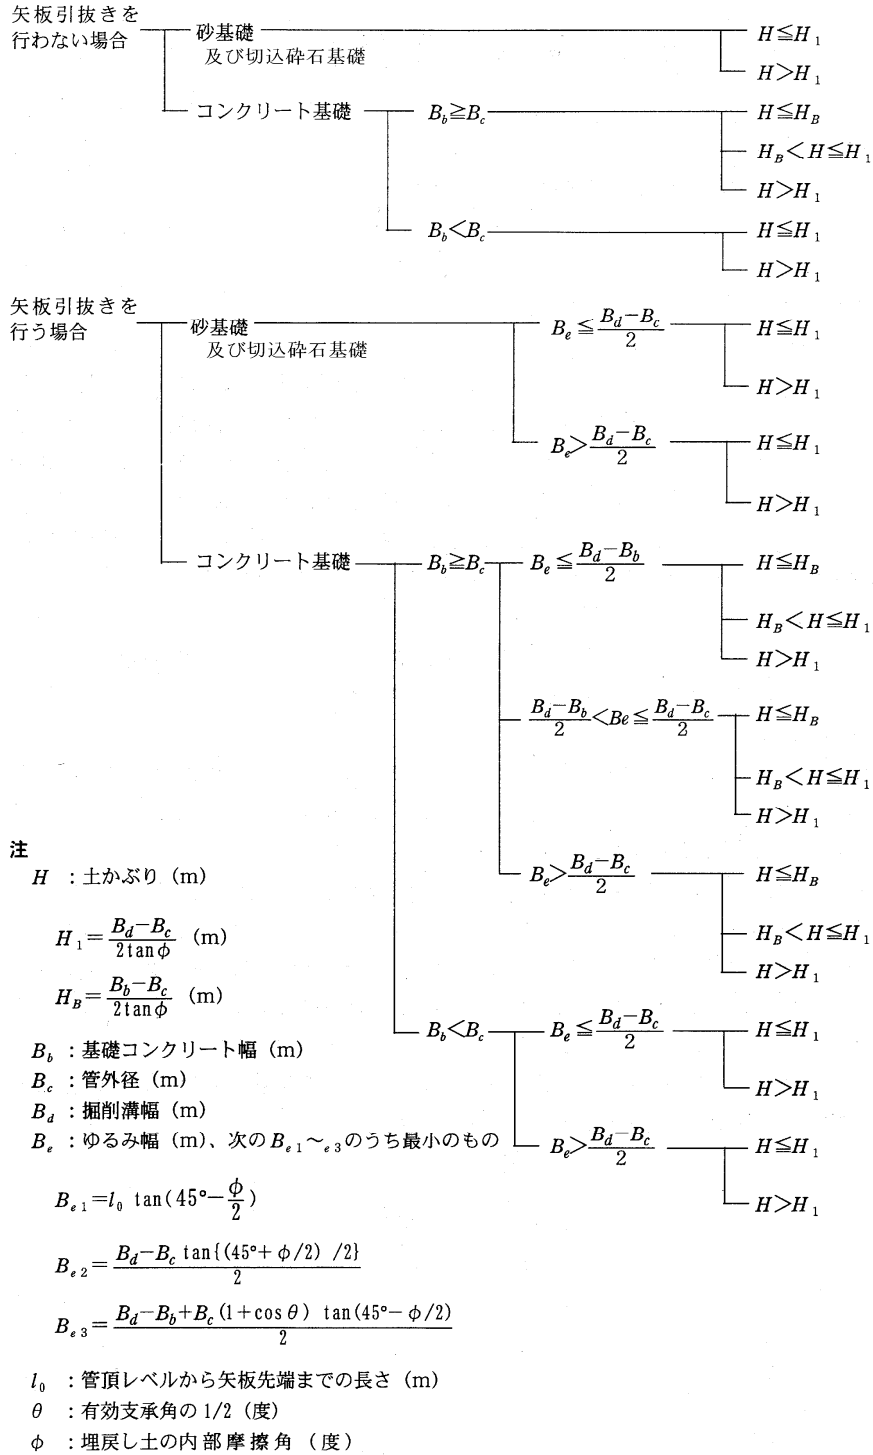 矢板引抜きを
行わない場合
砂基礎
及び切込砕石基礎
H≦H₁
H>H₁
コンクリート基礎
B_b≧B_c
H≦H_B
H_B<H≦H₁
H>H₁
B_b<B_c
H≦H₁
H>H₁
矢板引抜きを
行う場合
砂基礎
及び切込砕石基礎
B_e≦(B_d−B_c)/2
H≦H₁
H>H₁
B_e>(B_d−B_c)/2
H≦H₁
H>H₁
コンクリート基礎
B_b≧B_c
B_e≦(B_d−B_b)/2
H≦H_B
H_B<H≦H₁
H>H₁
(B_d−B_b)/2<Be≦(B_d−B_c)/2
H≦H_B
H_B<H≦H₁
H>H₁
B_e>(B_d−B_c)/2
H≦H_B
H_B<H≦H₁
H>H₁
B_b<B_c
B_e≦(B_d−B_c)/2
H≦H₁
H>H₁
B_e>(B_d−B_c)/2
H≦H₁
H>H₁
注
H :土かぶり (m)
H₁=(B_d−B_c)/(2tanφ) (m)
H_B=(B_b−B_c)/(2tanφ) (m)
B_b :基礎コンクリート幅 (m)
B_c :管外径 (m)
B_d :掘削溝幅 (m)
B_e :ゆるみ幅 (m)、次のB_e1〜_e3のうち最小のもの
B_e1=l₀ tan(45°−φ/2)
B_e2=(B_d−B_c tan{(45°+φ/2) /2})/2
B_e3=(B_d−B_b+B_c(1+cosθ) tan(45°−φ/2))/2
l₀ :管頂レベルから矢板先端までの長さ (m)
θ :有効支承角の1/2 (度)
φ :埋戻し土の内部摩擦角 (度)